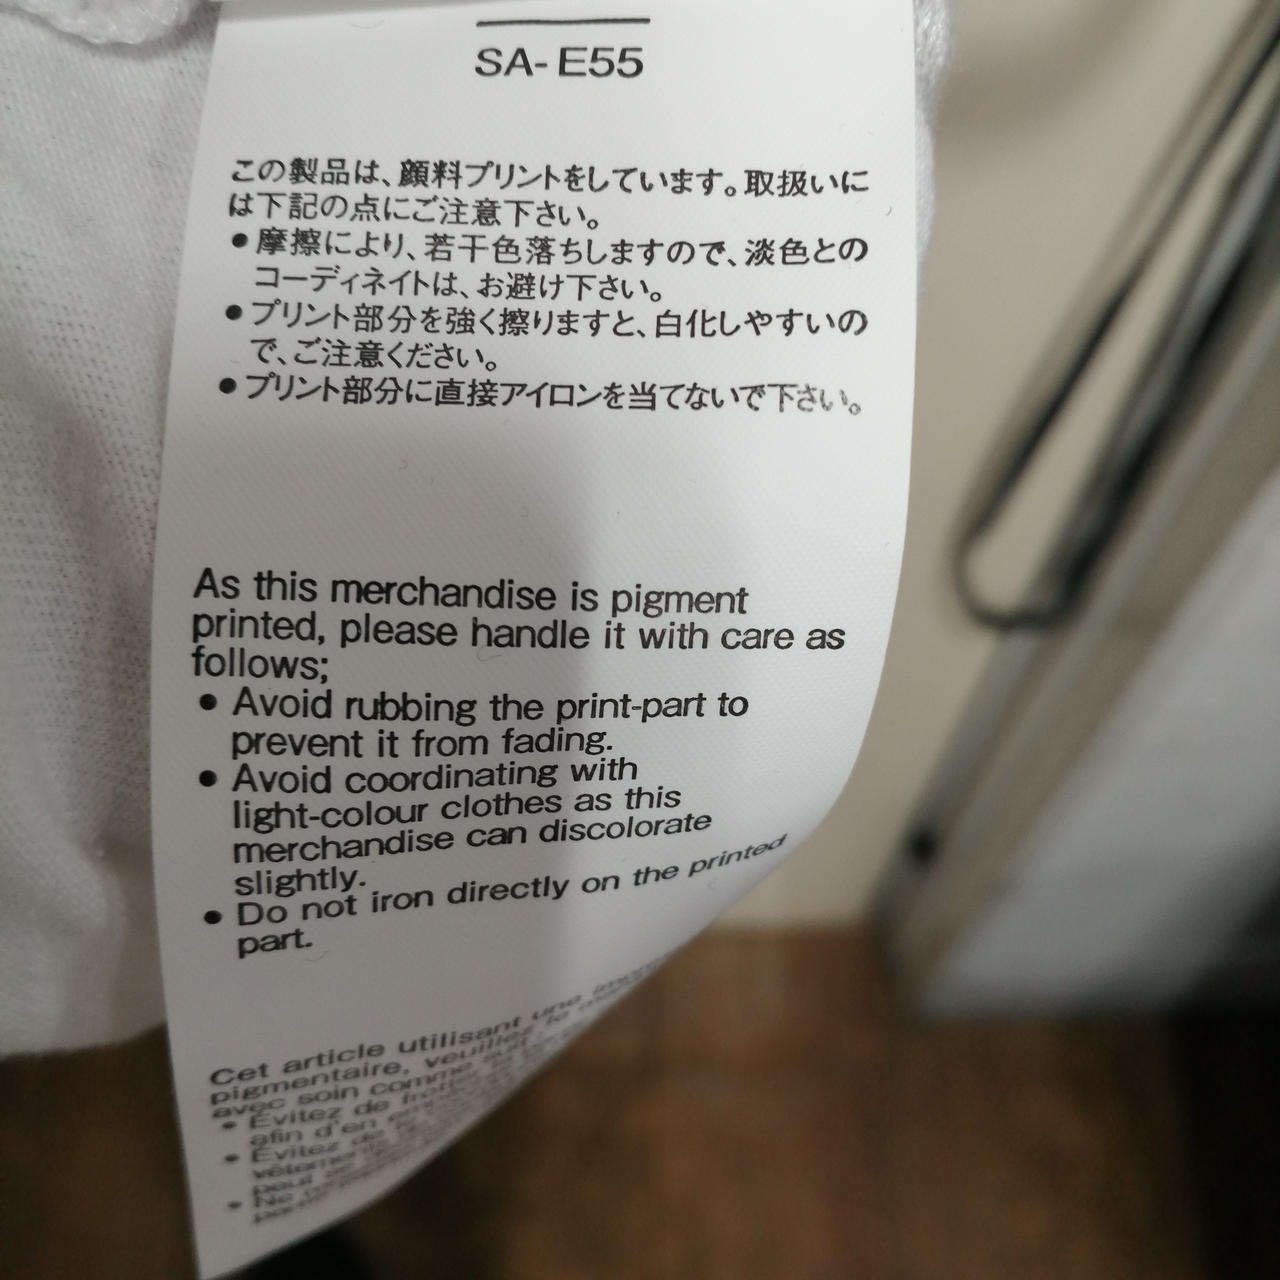 SA-E55
この製品は、顔料プリントをしています。取扱いに
は下記の点にご注意下さい。
●摩擦により、若干色落ちしますので、淡色との
コーディネイトは、お避け下さい。
●プリント部分を強く擦りますと、白化しやすいの
で、ご注意ください。
●プリント部分に直接アイロンを当てないで下さい。
As this merchandise is pigment
printed, please handle it with care as
follows;
● Avoid rubbing the print-part to
prevent it from fading.
● Avoid coordinating with
light-colour clothes as this
merchandise can discolorate
slightly.
● Do not iron directly on the printed
part.
Cet article utilisant une
pigmentaire, veuillez le
avec soin comme
• Évitez de
afin d'en
• Évitez de
• Ne